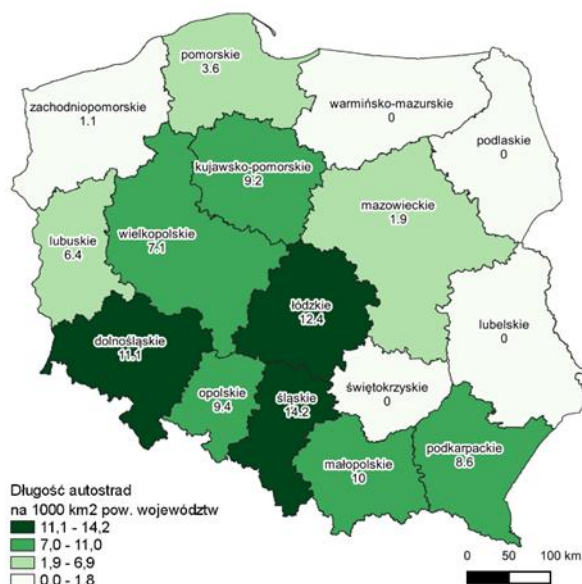 pomorskie
3.6
zachodniopomorskie
1.1
warmińsko-mazurskie
0
podlaskie
0
kujawsko-pomorskie
9.2
mazowieckie
1.9
lubuskie
6.4
wielkopolskie
7.1
łódzkie
12.4
lubelskie
0
dolnośląskie
11.1
opolskie
9.4
śląskie
14.2
świętokrzyskie
0
małopolskie
10
podkarpackie
8.6
Długość autostrad
na 1000 km2 pow. województw
11,1 - 14,2
7,0 - 11,0
1,9 - 6,9
0,0 - 1,8
0 50 100 km